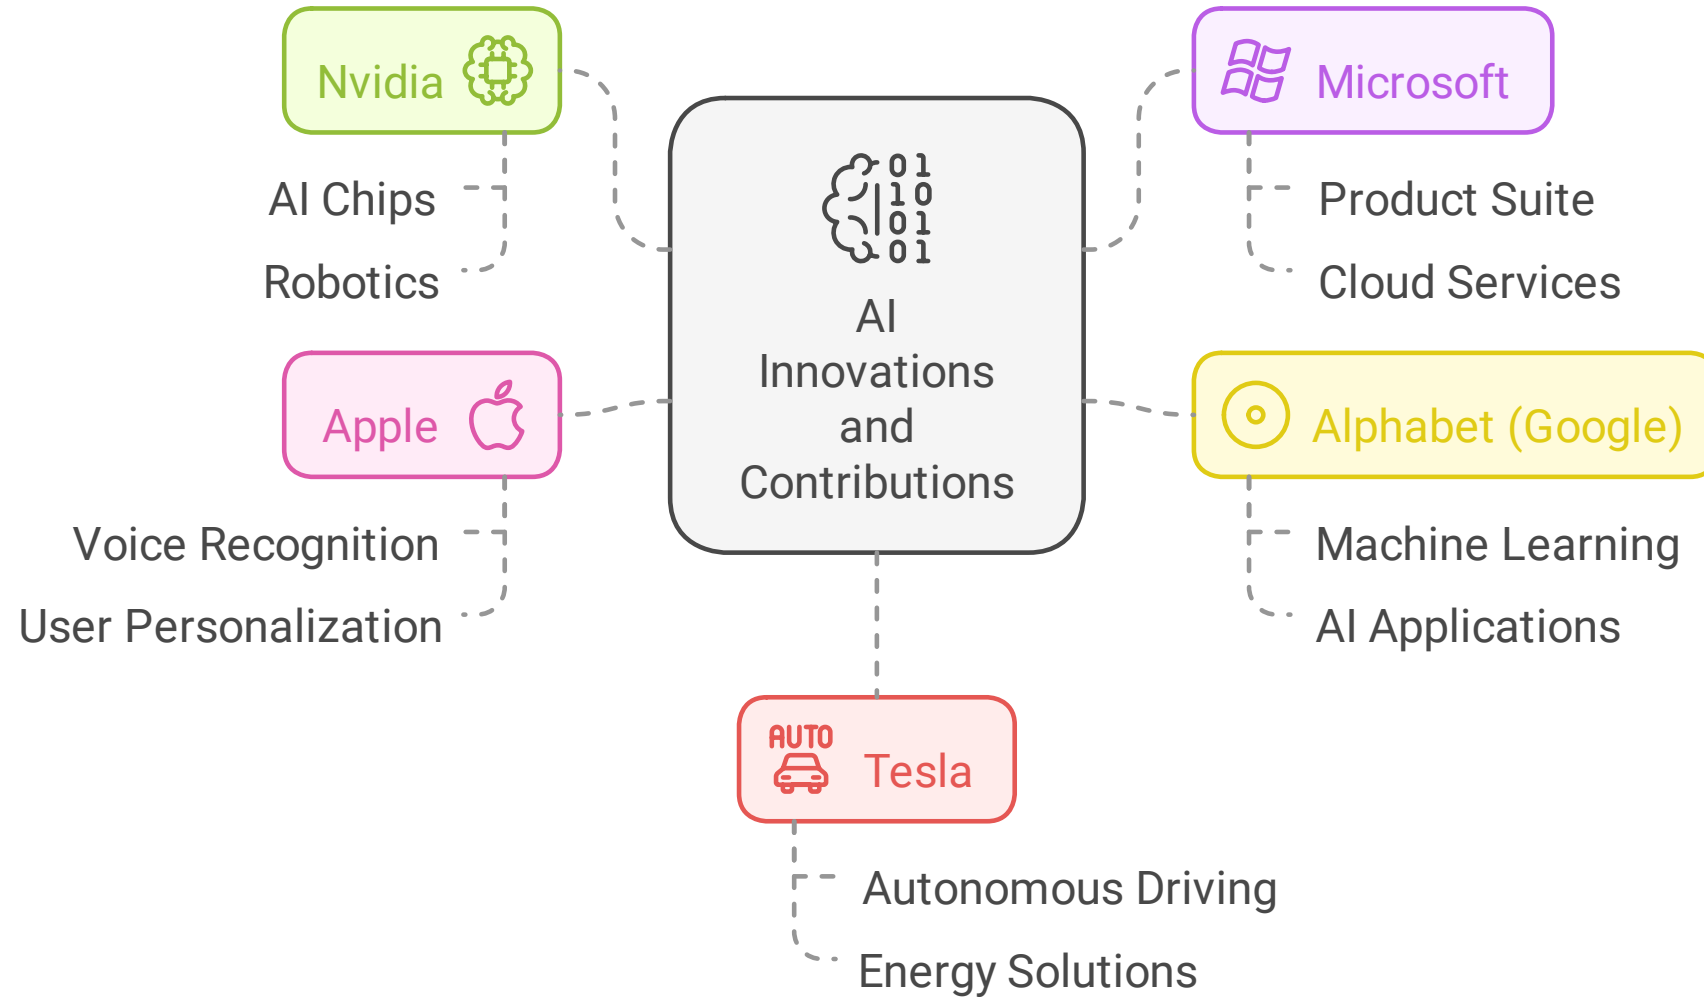 Nvidia
AI Chips
Robotics
Apple
Voice Recognition
User Personalization
01
10
01
01
AI
Innovations
and
Contributions
Microsoft
Product Suite
Cloud Services
Alphabet (Google)
Machine Learning
AI Applications
AUTO
Tesla
Autonomous Driving
Energy Solutions